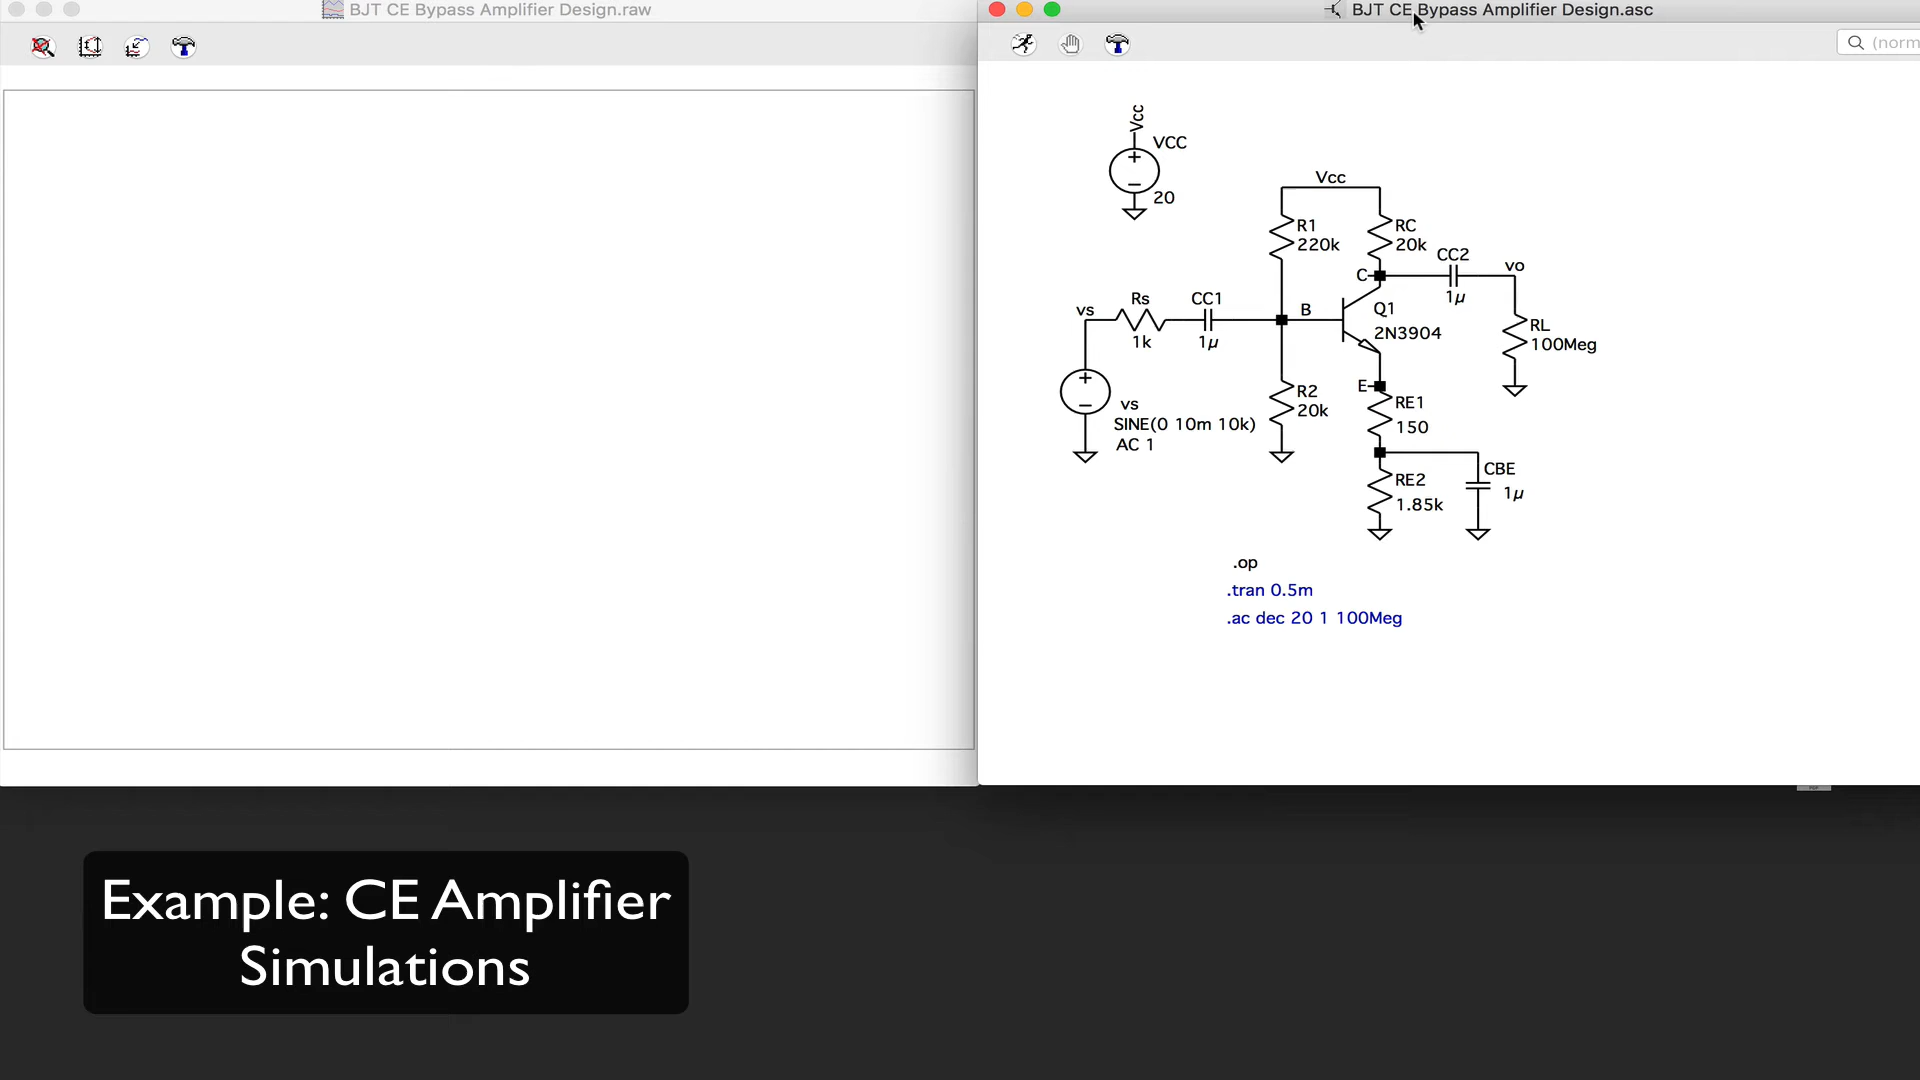 BJT CE Bypass Amplifier Design.raw
BJT CE Bypass Amplifier Design.asc
(norm
Vcc
VCC
20
Vcc
R1
220k
RC
20k
C
CC2
1µ
vo
vs
Rs
1k
CC1
1µ
B
Q1
2N3904
RL
100Meg
vs
SINE(0 10m 10k)
AC 1
R2
20k
E
RE1
150
RE2
1.85k
CBE
1µ
.op
.tran 0.5m
.ac dec 20 1 100Meg
Example: CE Amplifier
Simulations